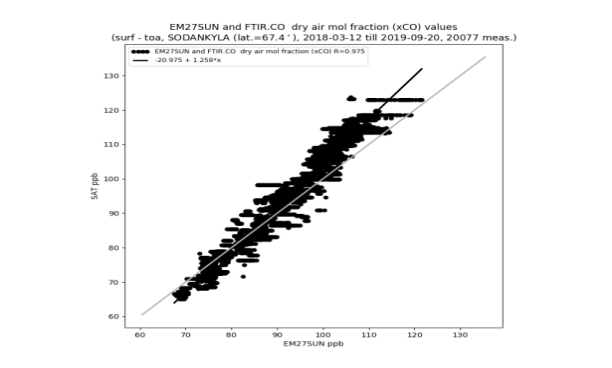 EM27SUN and FTIR.CO  dry air mol fraction (xCO) values
(surf - toa, SODANKYLA (lat.=67.4°), 2018-03-12 till 2019-09-20, 20077 meas.)
EM27SUN and FTIR.CO  dry air mol fraction (xCO) R=0.975
-20.975 + 1.258*x
130
120
110
100
90
80
70
60
SAT ppb
60 70 80 90 100 110 120 130
EM27SUN ppb